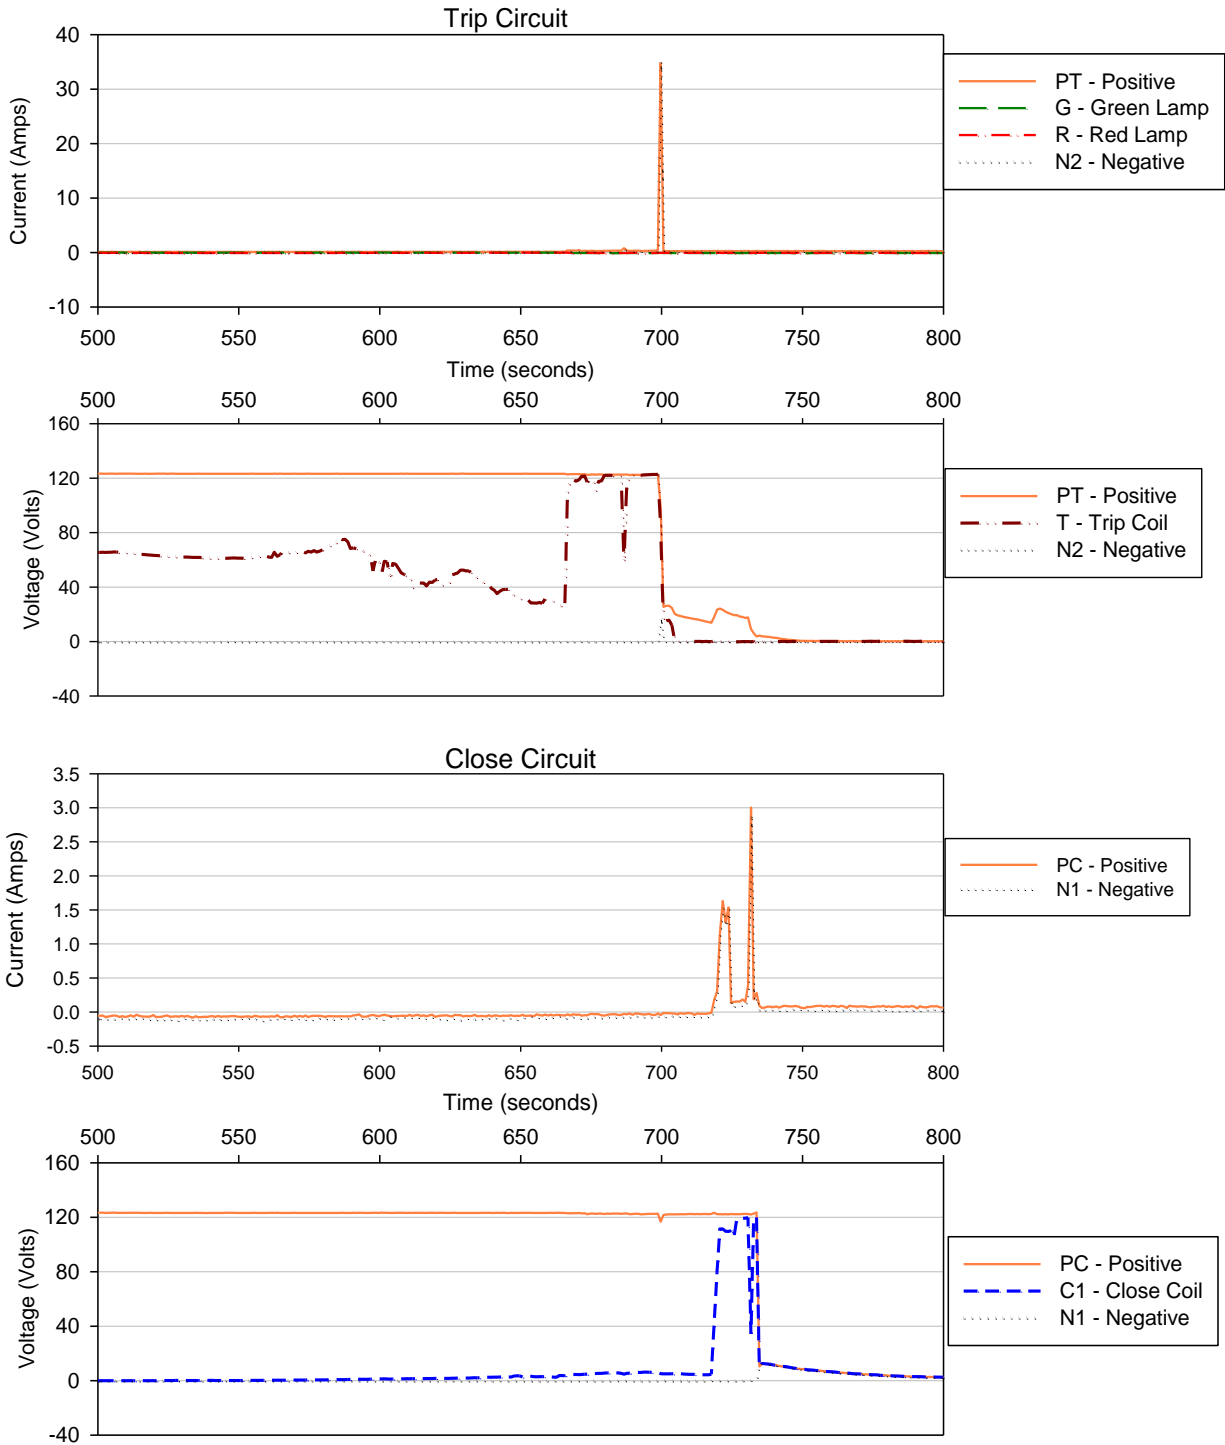 Trip Circuit
40
30
20
10
0
-10
Current (Amps)
500 550 600 650 700 750 800
Time (seconds)
PT - Positive
G - Green Lamp
R - Red Lamp
N2 - Negative
500 550 600 650 700 750 800
160
120
80
40
0
-40
Voltage (Volts)
PT - Positive
T - Trip Coil
N2 - Negative
Close Circuit
3.5
3.0
2.5
2.0
1.5
1.0
0.5
0.0
-0.5
Current (Amps)
500 550 600 650 700 750 800
Time (seconds)
PC - Positive
N1 - Negative
500 550 600 650 700 750 800
160
120
80
40
0
-40
Voltage (Volts)
PC - Positive
C1 - Close Coil
N1 - Negative